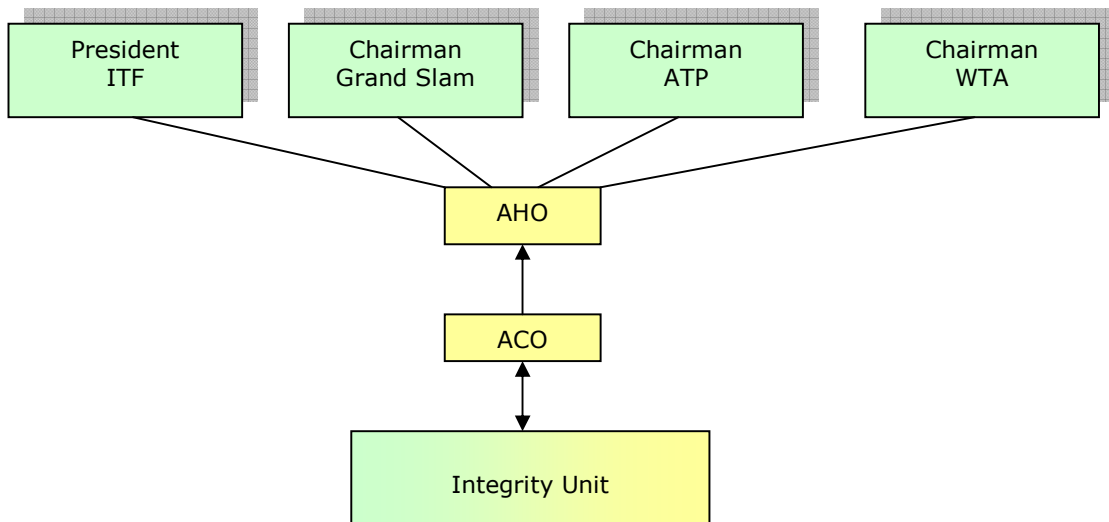 President
ITF
Chairman
Grand Slam
Chairman
ATP
Chairman
WTA
AHO
ACO
Integrity Unit